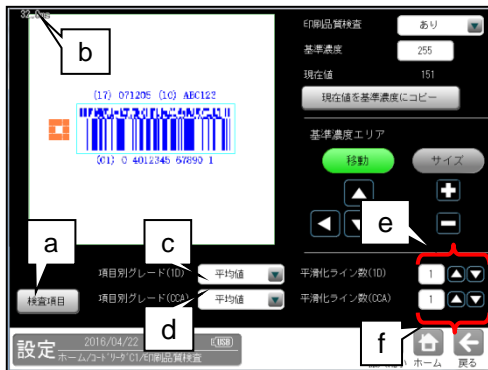 32.0ms
b
印刷品質検査
あり
基準濃度
255
現在値
151
現在値を基準濃度にコピー
(17) 071205 (10) ABC123
(01) 0 4012345 67890 1
基準濃度エリア
移動
サイズ
e
a
c
項目別グレード(1D)
平均値
平滑化ライン数(1D)
1
検査項目
項目別グレード(CCA)
平均値
平滑化ライン数(CCA)
1
d
f
設定
2016/04/22
USB
ホーム/コードリーダC1/印刷品質検査
ホーム
戻る